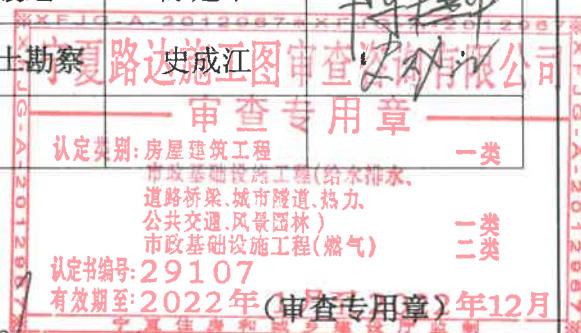 ※XFJG-A-2012067※XFJG-A-2012067※
宁夏路达施工图审查咨询有限公司
土勘察 史成江
审查专用章
认定类别:房屋建筑工程 一类
市政基础设施工程(给水排水、
道路桥梁、城市隧道、热力、
公共交通、风景园林) 一类
市政基础设施工程(燃气) 二类
认定书编号:29107
有效期至:2022年 年12月
(审查专用章)